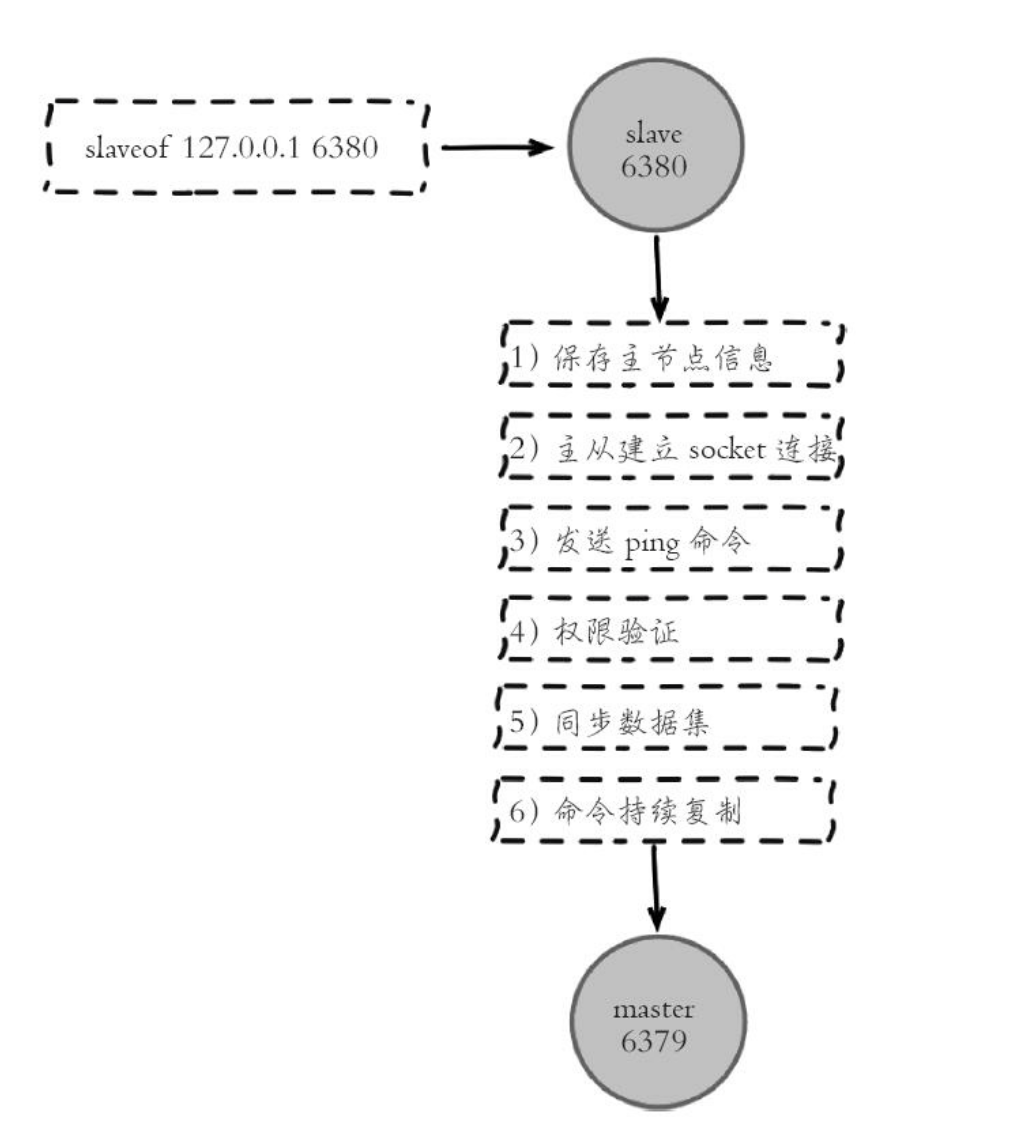 slaveof 127.0.0.1 6380
slave
6380
1) 保存主节点信息
2) 主从建立 socket 连接
3) 发送 ping 命令
4) 权限验证
5) 同步数据集
6) 命令持续复制
master
6379